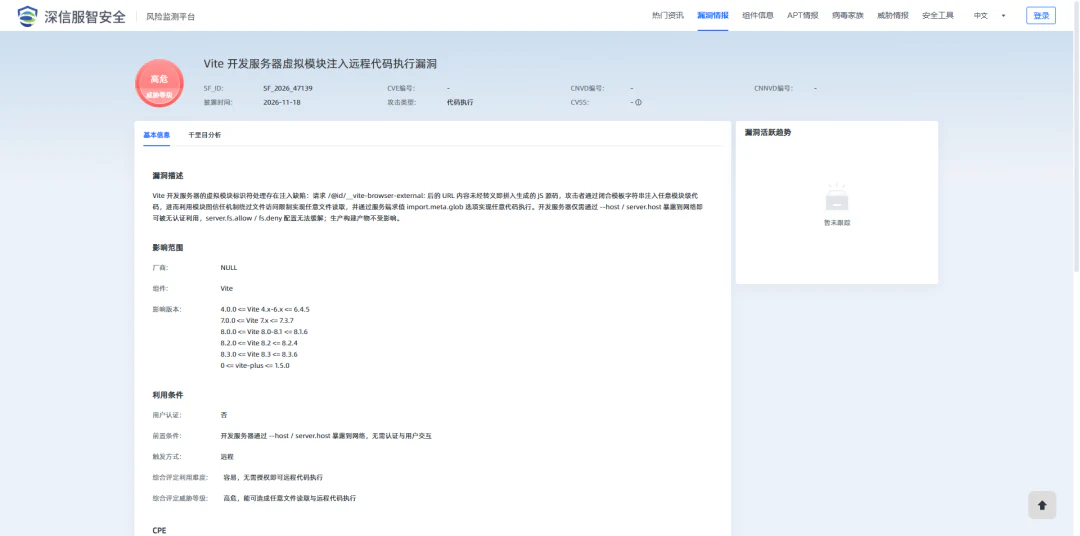 深信服智安全 风险监测平台 热门资讯 漏洞情报 组件信息 APT情报 病毒家族 威胁情报 安全工具 中文 登录
高危
威胁等级
Vite 开发服务器虚拟模块注入远程代码执行漏洞
SF_ID: SF_2026_47139 CVE编号: - CNVD编号: - CNNVD编号: -
披露时间: 2026-11-18 攻击类型: 代码执行 CVSS: -
基本信息 千里目分析
漏洞活跃趋势
暂未跟踪
漏洞描述
Vite 开发服务器的虚拟模块标识符处理存在注入缺陷：请求 /@id/__vite-browser-external: 后的 URL 内容未经转义即拼入生成的 JS 源码，攻击者通过闭合模板字符串注入任意模块级代
码，进而利用模块图信任机制绕过文件访问限制实现任意文件读取，并通过服务端求值 import.meta.glob 选项实现任意代码执行。开发服务器仅需通过 --host / server.host 暴露到网络即
可被无认证利用，server.fs.allow / fs.deny 配置无法缓解；生产构建产物不受影响。
影响范围
厂商: NULL
组件: Vite
影响版本: 4.0.0 <= Vite 4.x-6.x <= 6.4.5
7.0.0 <= Vite 7.x <= 7.3.7
8.0.0 <= Vite 8.0-8.1 <= 8.1.6
8.2.0 <= Vite 8.2 <= 8.2.4
8.3.0 <= Vite 8.3 <= 8.3.6
0 <= vite-plus <= 1.5.0
利用条件
用户认证: 否
前置条件: 开发服务器通过 --host / server.host 暴露到网络，无需认证与用户交互
触发方式: 远程
综合评定利用难度: 容易，无需授权即可远程代码执行
综合评定威胁等级: 高危，能可造成任意文件读取与远程代码执行
CPE